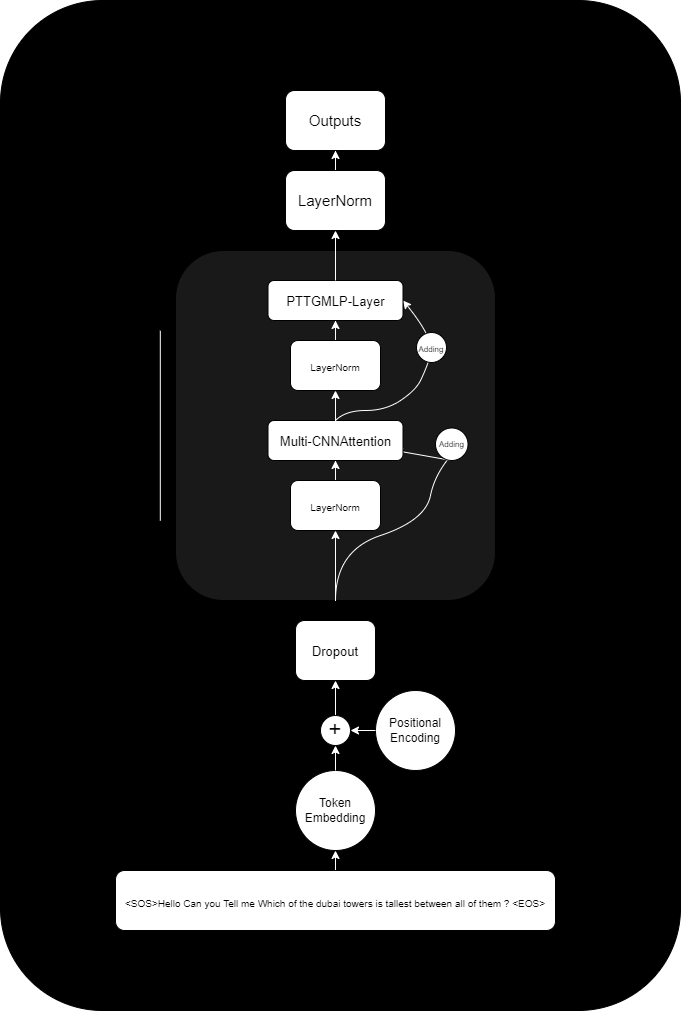 Outputs
LayerNorm
PTTGMLP-Layer
Adding
LayerNorm
Multi-CNNAttention
Adding
LayerNorm
Dropout
Positional
Encoding
+
Token
Embedding
<SOS>Hello Can you Tell me Which of the dubai towers is tallest between all of them ? <EOS>